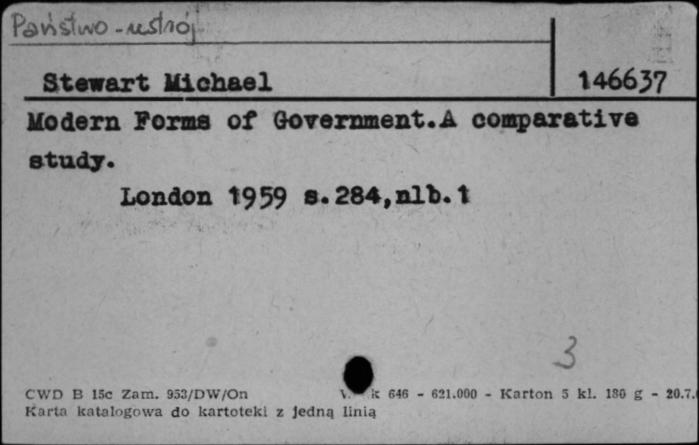 Państwo - ustrój
Stewart Michael 146637
Modern Forms of Government.A comparative
study.
London 1959 s.284,nlb.1
3
CWD B 15c Zam. 953/DW/On k 646 - 621.000 - Karton 5 kl. 180 g - 20.7.
Karta katalogowa do kartoteki z jedną linią